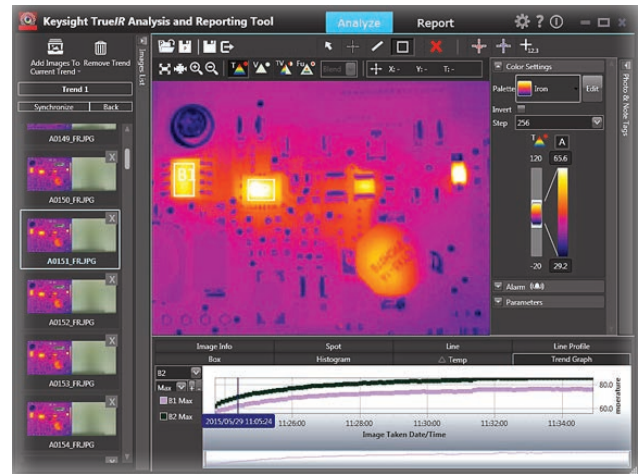 Keysight TrueIR Analysis and Reporting Tool
Analyze
Report
Add Images To
Current Trend -
Remove Trend
Trend 1
Synchronize
Back
A0149_FR.JPG
X
A0150_FR.JPG
X
A0151_FR.JPG
X
A0152_FR.JPG
X
A0153_FR.JPG
X
A0154_FR.JPG
Images List
1,2,3
T
V
TV
Fu
Blend
X: -
Y: -
T: -
B1
Color Settings
Palette
Iron
Edit
Invert
Step
256
T
A
120
65.6
-20
29.2
Alarm
Parameters
Photo & Note Tags
Image Info
Spot
Line
Line Profile
Box
Histogram
Temp
Trend Graph
B2
Max
B1 Max
B2 Max
80.0
60.0
2015/05/29 11:05:24
11:26:00
11:28:00
11:30:00
11:32:00
11:34:00
Image Taken Date/Time